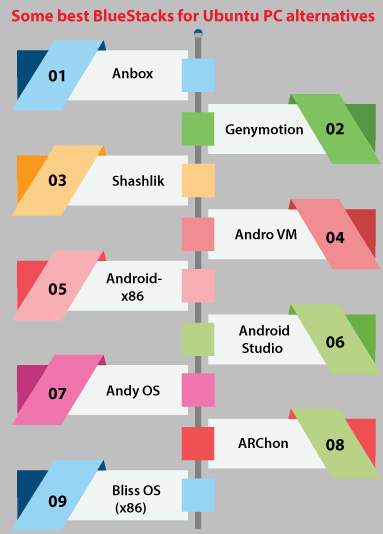 Some best BlueStacks for Ubuntu PC alternatives
01
Anbox
Genymotion
02
03
Shashlik
Andro VM
04
05
Android-
x86
Android
Studio
06
07
Andy OS
ARChon
08
09
Bliss OS
(x86)